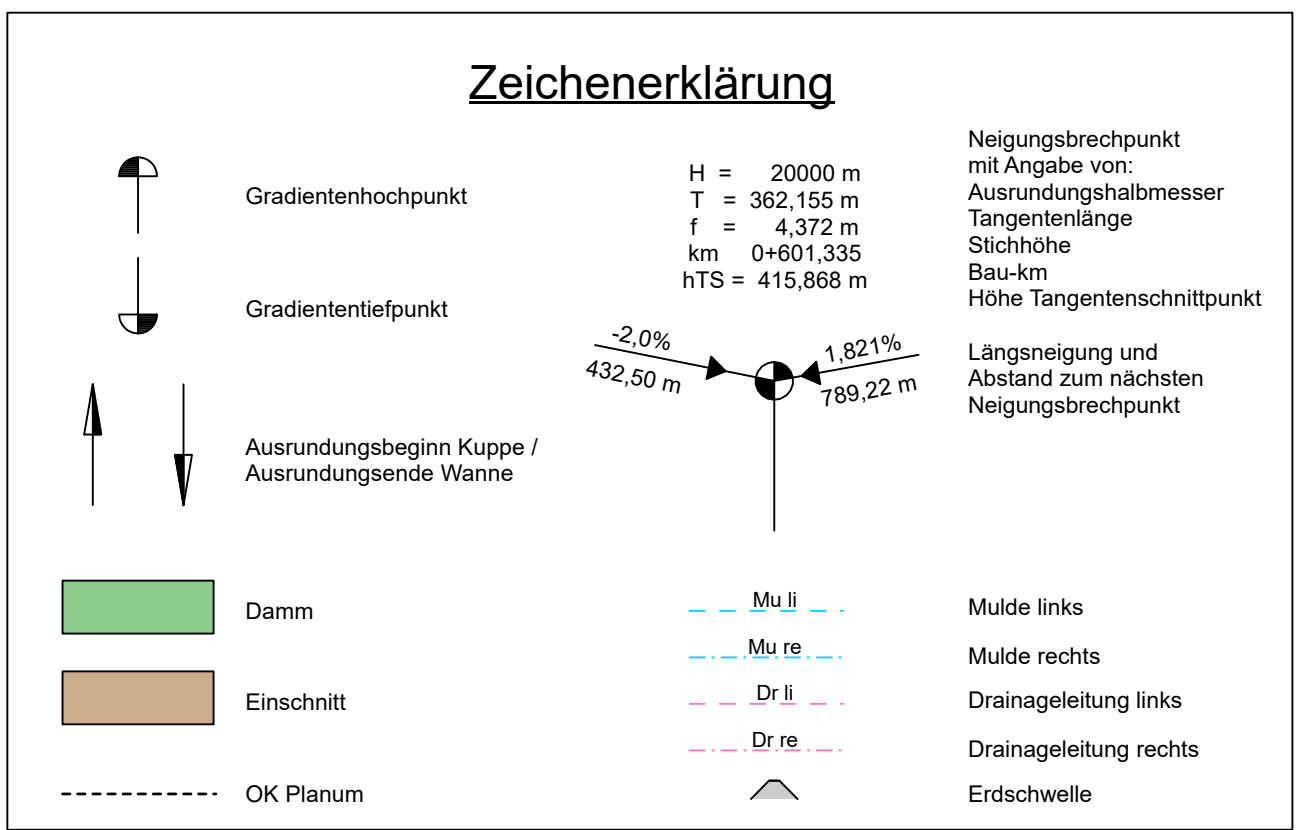 Zeichenerklärung
Gradientenhochpunkt
Gradiententiefpunkt
Ausrundungsbeginn Kuppe /
Ausrundungsende Wanne
Damm
Einschnitt
OK Planum
H = 20000 m
T = 362,155 m
f = 4,372 m
km 0+601,335
hTS = 415,868 m
Neigungsbrechpunkt
mit Angabe von:
Ausrundungshalbmesser
Tangentenlänge
Stichhöhe
Bau-km
Höhe Tangentenschnittpunkt
-2,0%
432,50 m
1,821%
789,22 m
Längsneigung und
Abstand zum nächsten
Neigungsbrechpunkt
Mu li
Mulde links
Mu re
Mulde rechts
Dr li
Drainageleitung links
Dr re
Drainageleitung rechts
Erdschwelle